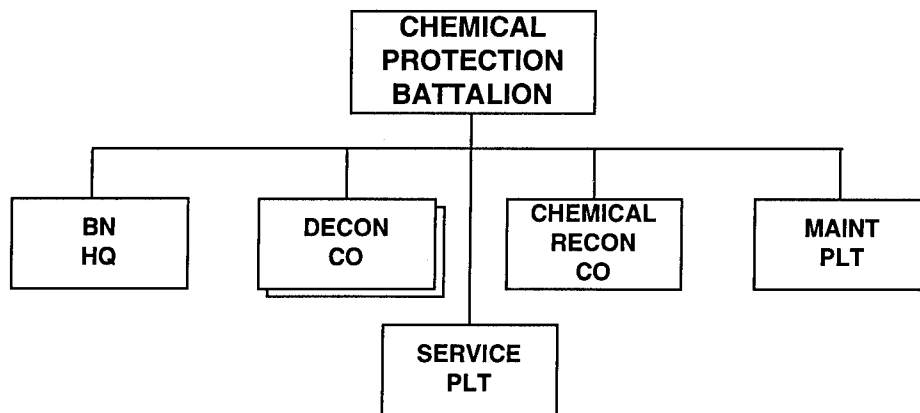 CHEMICAL
PROTECTION
BATTALION
BN
HQ
DECON
CO
CHEMICAL
RECON
CO
MAINT
PLT
SERVICE
PLT